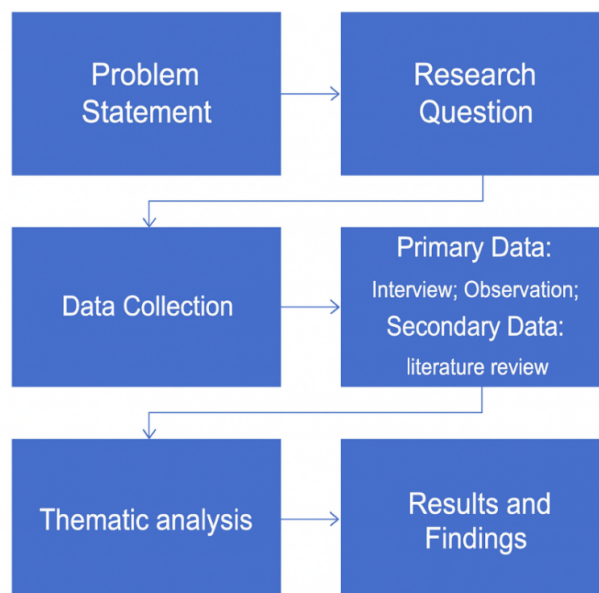 Problem
Statement
Research
Question
Data Collection
Primary Data:
Interview; Observation;
Secondary Data:
literature review
Thematic analysis
Results and
Findings